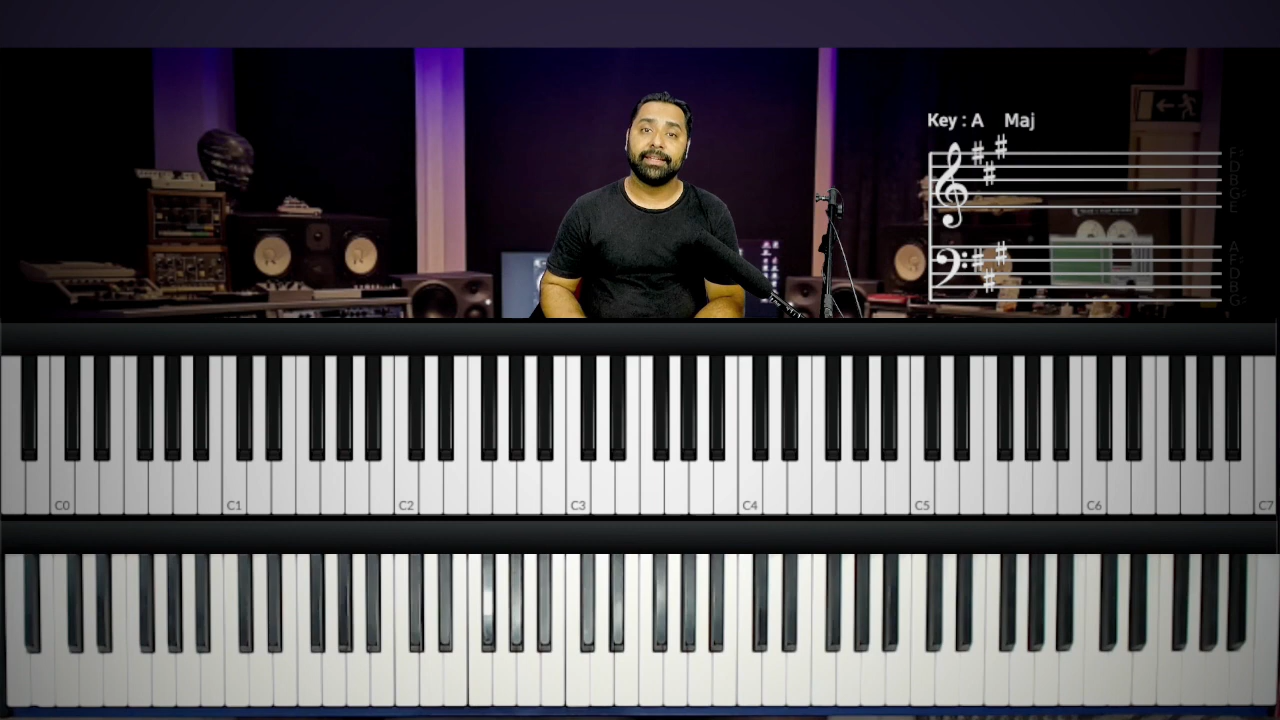 Key : A Maj
F♯
D
B
G♯
E
A
F♯
D
B
G♯
C0 C1 C2 C3 C4 C5 C6 C7